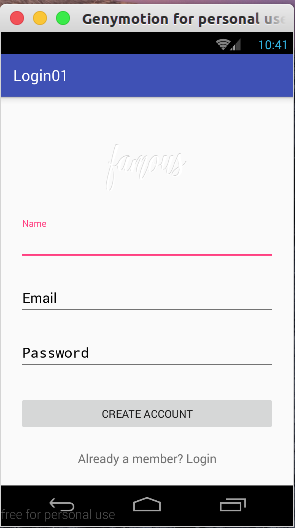 Genymotion for personal use
10:41
Login01
famous.
Name
Email
Password
CREATE ACCOUNT
Already a member? Login
free for personal use